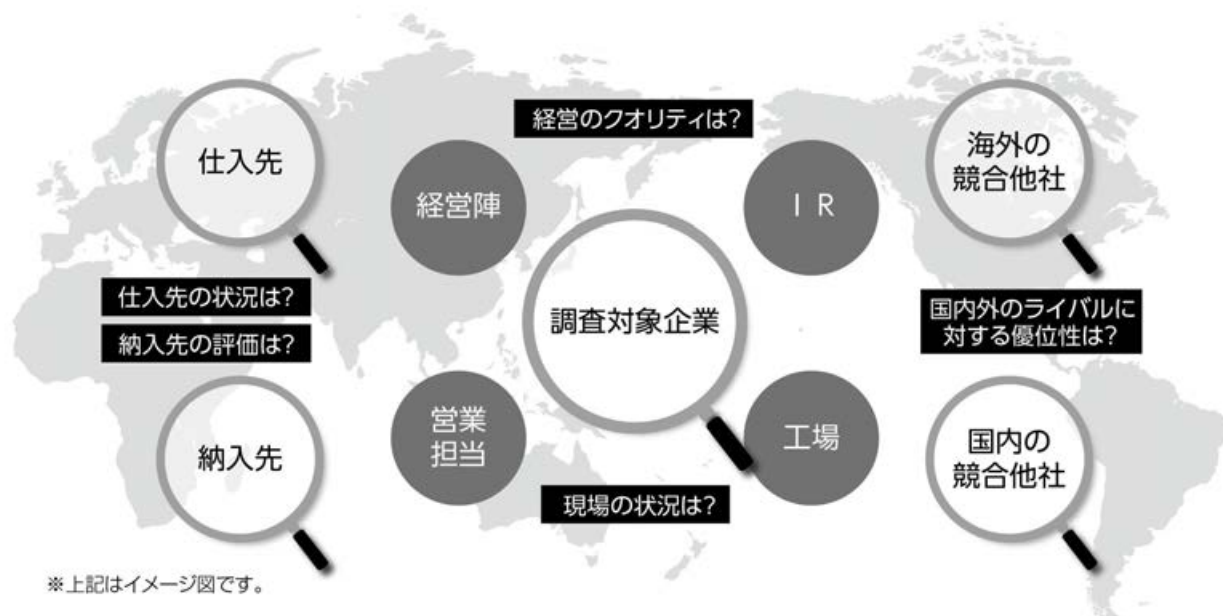 経営のクオリティは?
仕入先
経営陣
I R
海外の
競合他社
調査対象企業
仕入先の状況は?
納入先の評価は?
国内外のライバルに
対する優位性は?
納入先
営業
担当
工場
国内の
競合他社
現場の状況は?
※上記はイメージ図です。